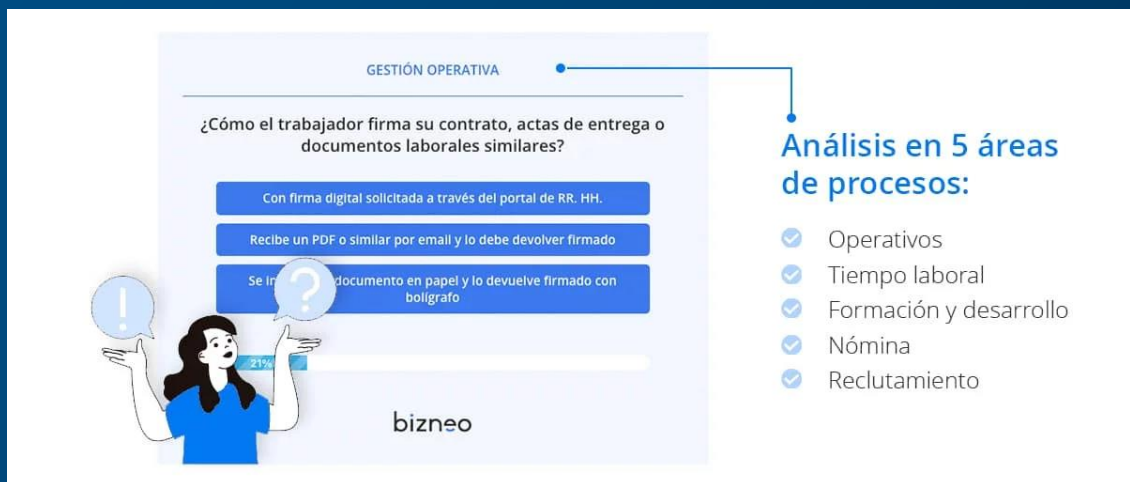 GESTIÓN OPERATIVA
¿Cómo el trabajador firma su contrato, actas de entrega o
documentos laborales similares?
Con firma digital solicitada a través del portal de RR. HH.
Recibe un PDF o similar por email y lo debe devolver firmado
Se documento en papel y lo devuelve firmado con
bolígrafo
!
?
21%
bizneo
Análisis en 5 áreas
de procesos:
Operativos
Tiempo laboral
Formación y desarrollo
Nómina
Reclutamiento